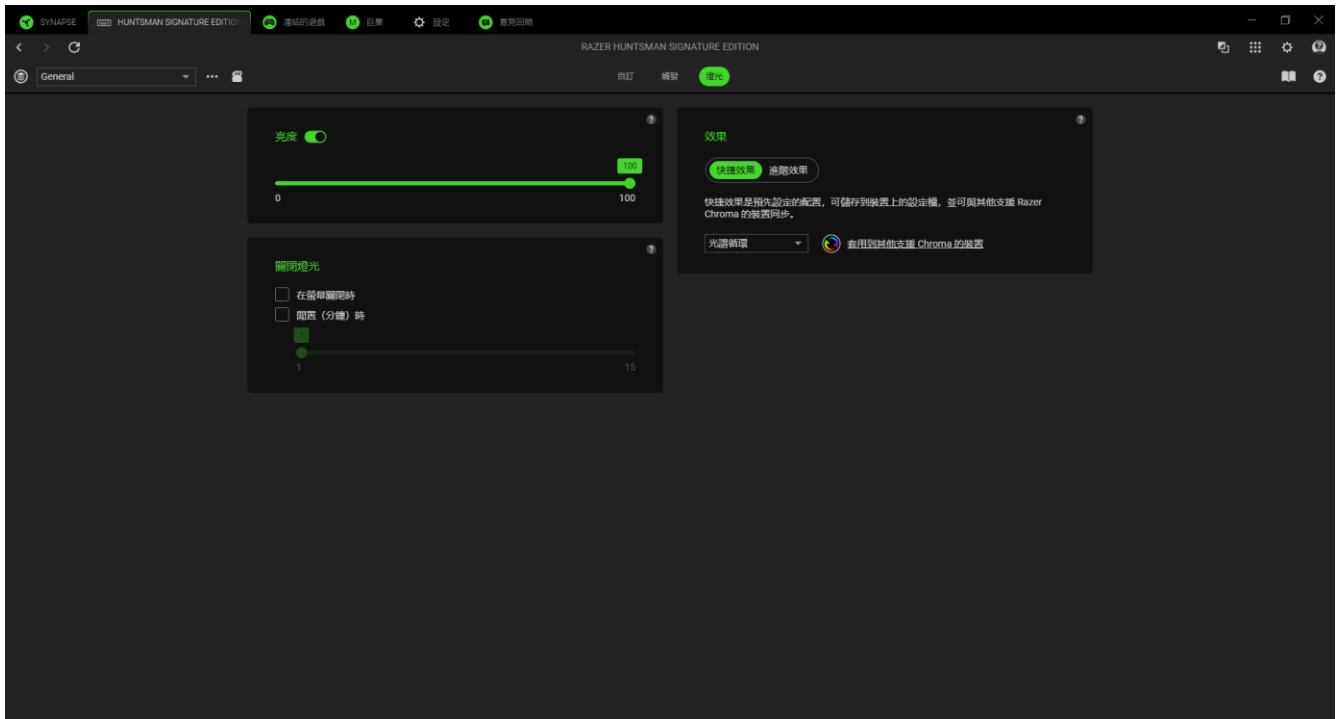 SYNAPSE
HUNTSMAN SIGNATURE EDITION
連結的遊戲
巨集
設定
意見回饋
RAZER HUNTSMAN SIGNATURE EDITION
General
自訂
觸發
燈光
亮度
100
0
100
關閉燈光
在螢幕關閉時
閒置（分鐘）時
1
1
15
效果
快捷效果
進階效果
快捷效果是預先設定的配置，可儲存到裝置上的設定檔，並可與其他支援 Razer
Chroma 的裝置同步。
光譜循環
套用到其他支援 Chroma 的裝置